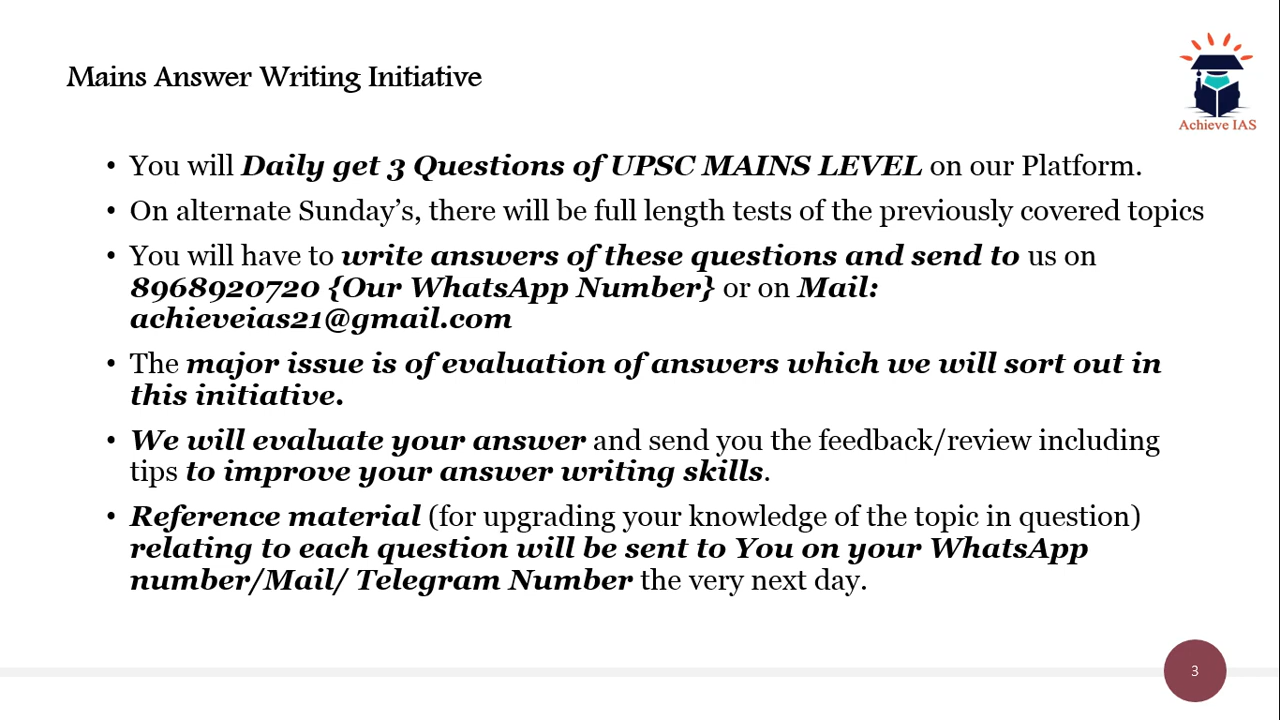 Mains Answer Writing Initiative
Achieve IAS
• You will Daily get 3 Questions of UPSC MAINS LEVEL on our Platform.
• On alternate Sunday’s, there will be full length tests of the previously covered topics
• You will have to write answers of these questions and send to us on
8968920720 {Our WhatsApp Number} or on Mail:
achieveias21@gmail.com
• The major issue is of evaluation of answers which we will sort out in
this initiative.
• We will evaluate your answer and send you the feedback/review including
tips to improve your answer writing skills.
• Reference material (for upgrading your knowledge of the topic in question)
relating to each question will be sent to You on your WhatsApp
number/Mail/ Telegram Number the very next day.
3